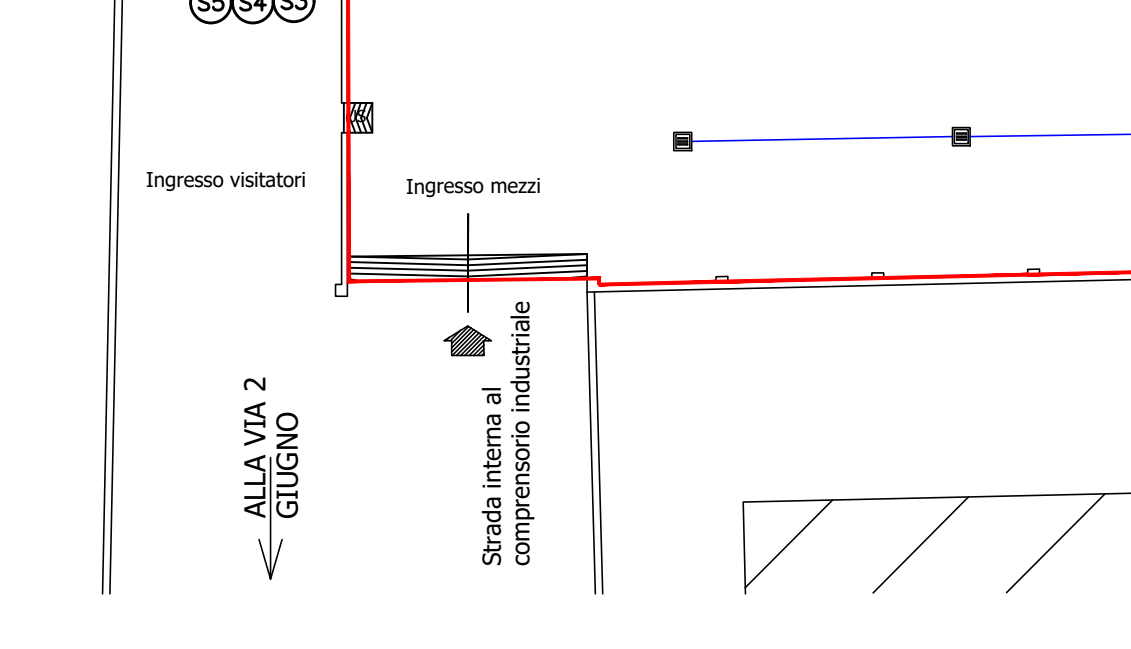 S5 S4 S3
Ingresso visitatori
Ingresso mezzi
Strada interna al
comprensorio industriale
ALLA VIA 2
GIUGNO